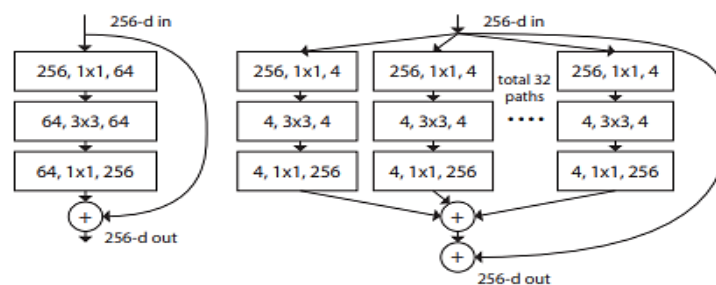 256-d in
256, 1x1, 64
64, 3x3, 64
64, 1x1, 256
+
256-d out
256-d in
256, 1x1, 4
256, 1x1, 4
total 32
paths
....
256, 1x1, 4
4, 3x3, 4
4, 3x3, 4
4, 3x3, 4
4, 1x1, 256
4, 1x1, 256
4, 1x1, 256
+
+
256-d out